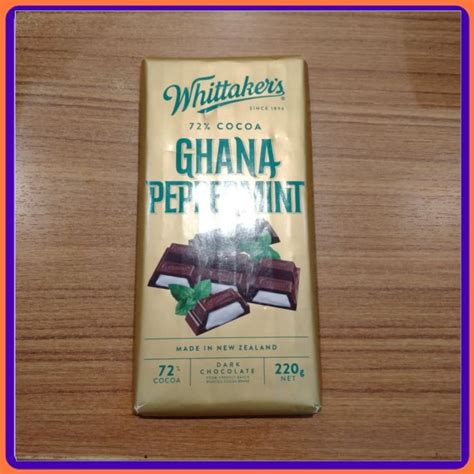 Whittaker's
SINCE 1896
72% COCOA
GHANA
PEPPERMINT
MADE IN NEW ZEALAND
72%
COCOA
DARK
CHOCOLATE
220g
NET